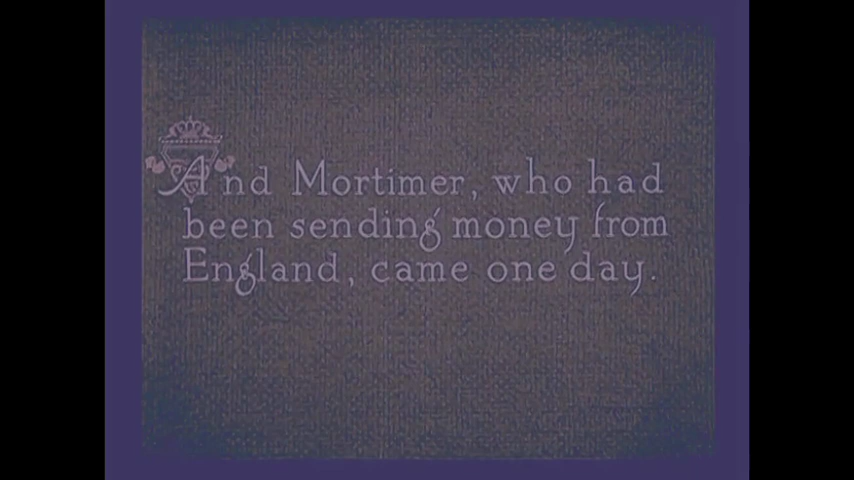 And Mortimer, who had
been sending money from
England, came one day.